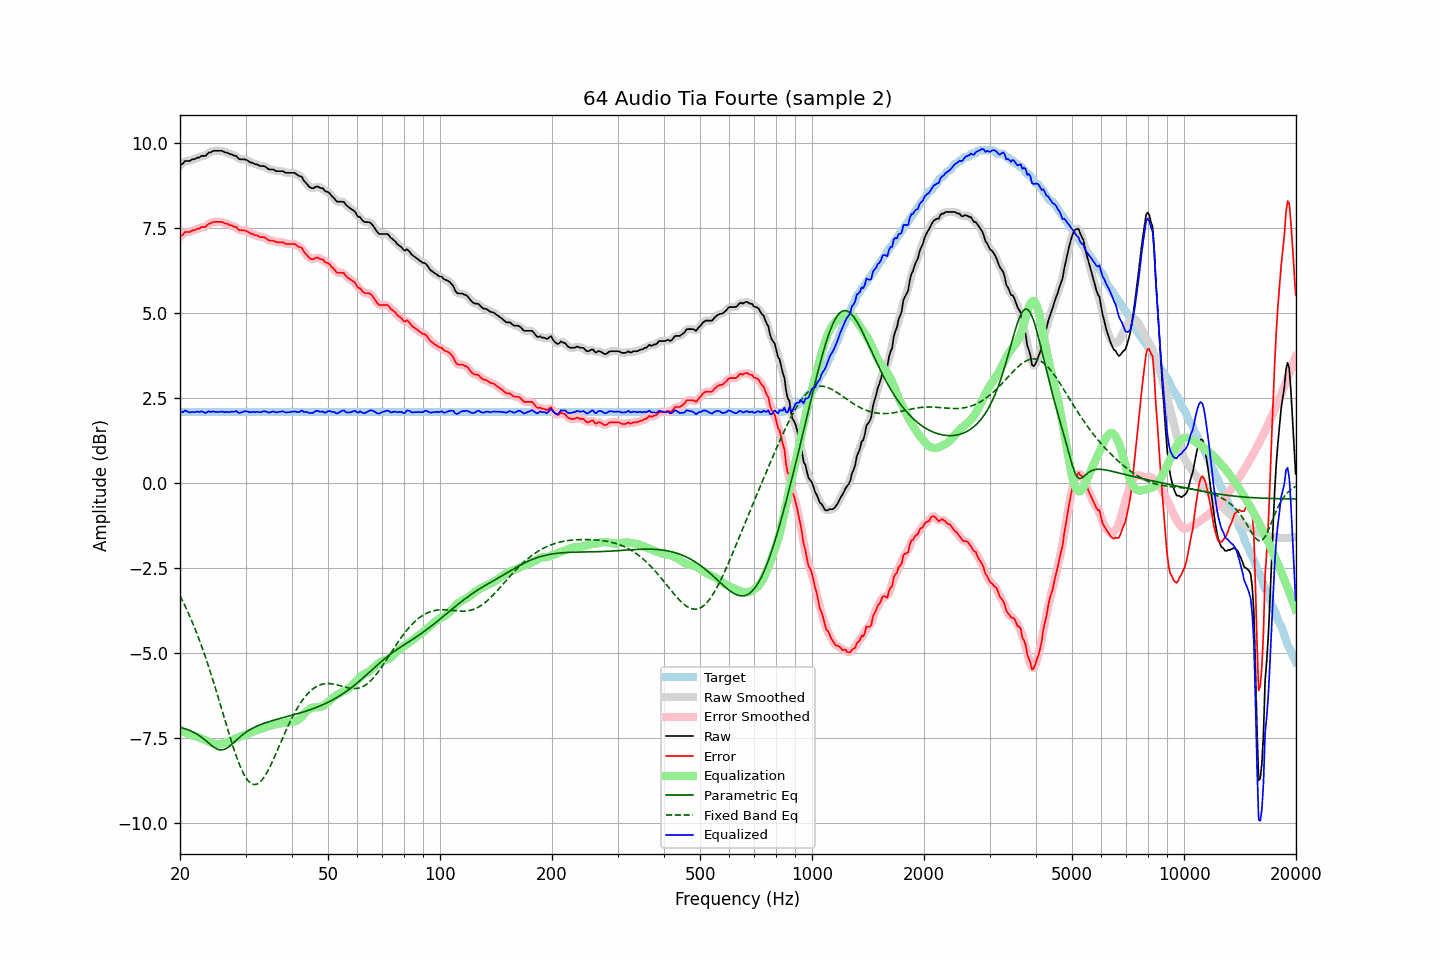 64 Audio Tia Fourte (sample 2)
10.0
7.5
5.0
2.5
0.0
−2.5
−5.0
−7.5
−10.0
Amplitude (dBr)
Target
Raw Smoothed
Error Smoothed
Raw
Error
Equalization
Parametric Eq
Fixed Band Eq
Equalized
20 50 100 200 500 1000 2000 5000 10000 20000
Frequency (Hz)